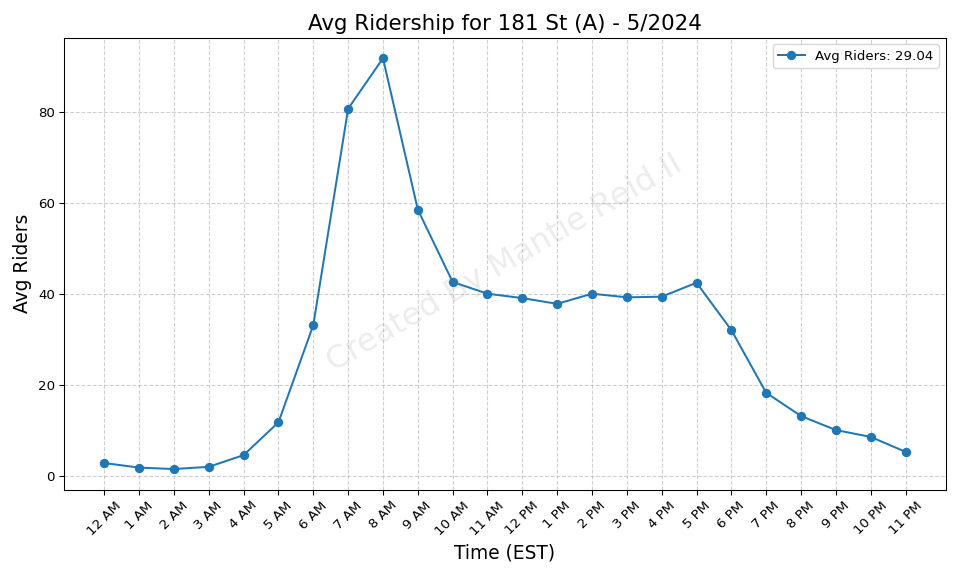 Avg Ridership for 181 St (A) - 5/2024
Avg Riders: 29.04
Avg Riders
80
60
40
20
0
Created By Mantie Reid II
12 AM
1 AM
2 AM
3 AM
4 AM
5 AM
6 AM
7 AM
8 AM
9 AM
10 AM
11 AM
12 PM
1 PM
2 PM
3 PM
4 PM
5 PM
6 PM
7 PM
8 PM
9 PM
10 PM
11 PM
Time (EST)